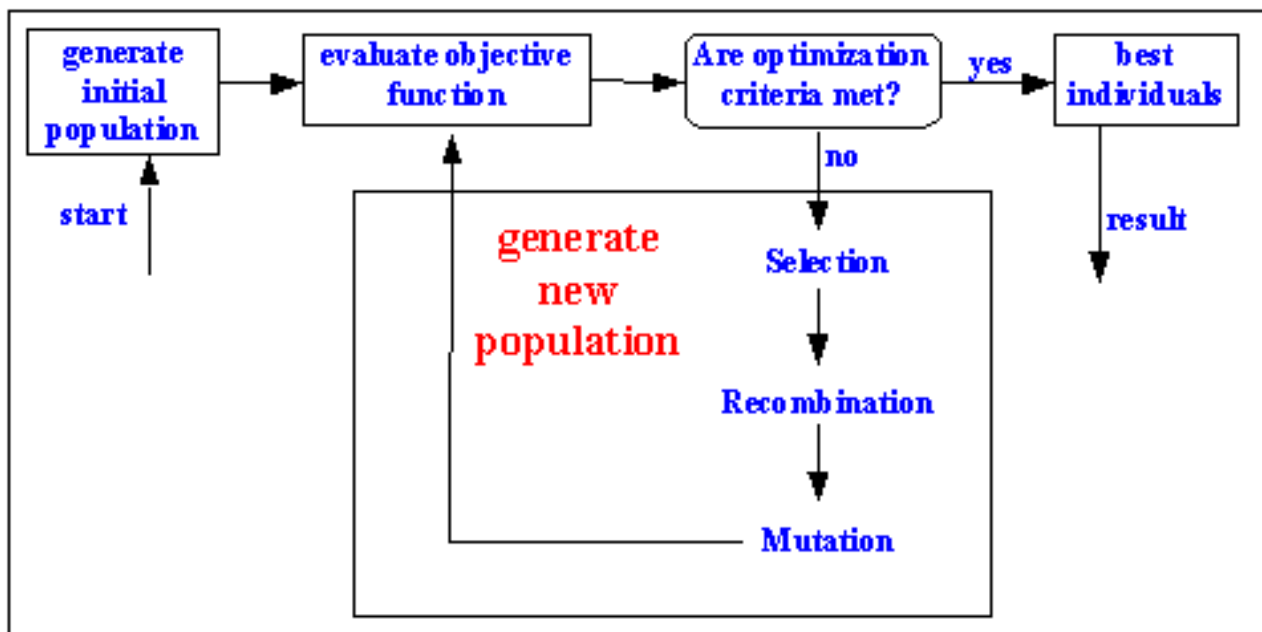 generate
initial
population
evaluate objective
function
Are optimization
criteria met?
yes
best
individuals
start
no
result
generate
new
population
Selection
Recombination
Mutation